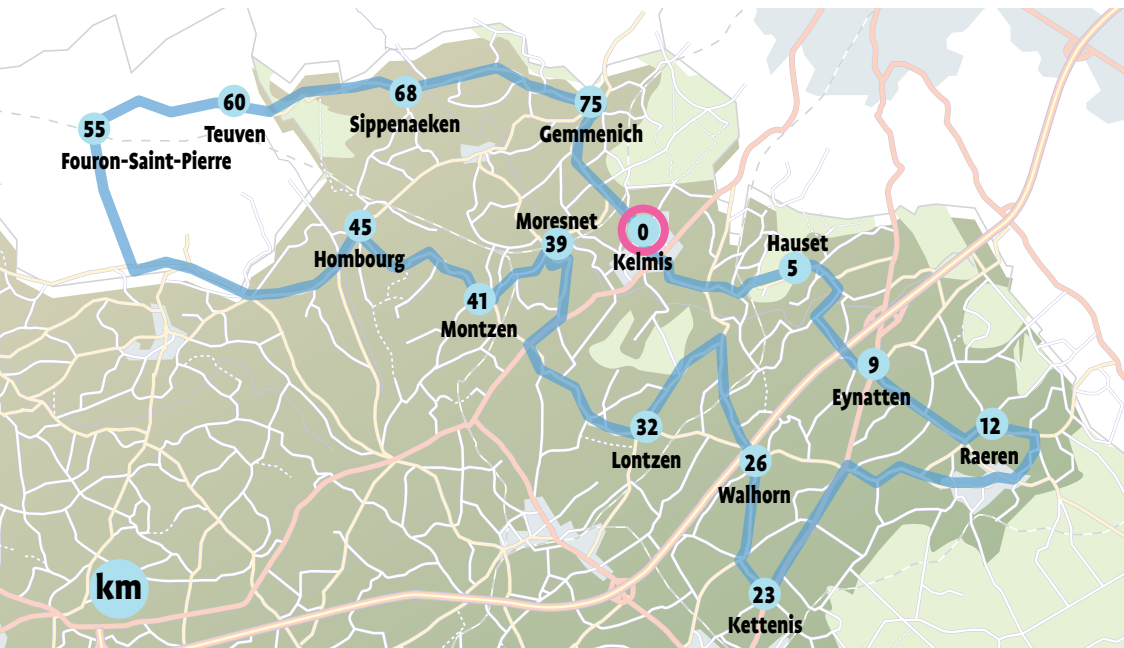 68
Sippenaeken
60
Teuven
75
Gemmenich
55
Fouron-Saint-Pierre
Moresnet
39
0
Kelmis
45
Hombourg
Hauset
5
41
Montzen
9
Eynatten
32
Lontzen
12
Raeren
26
Walhorn
km
23
Kettenis